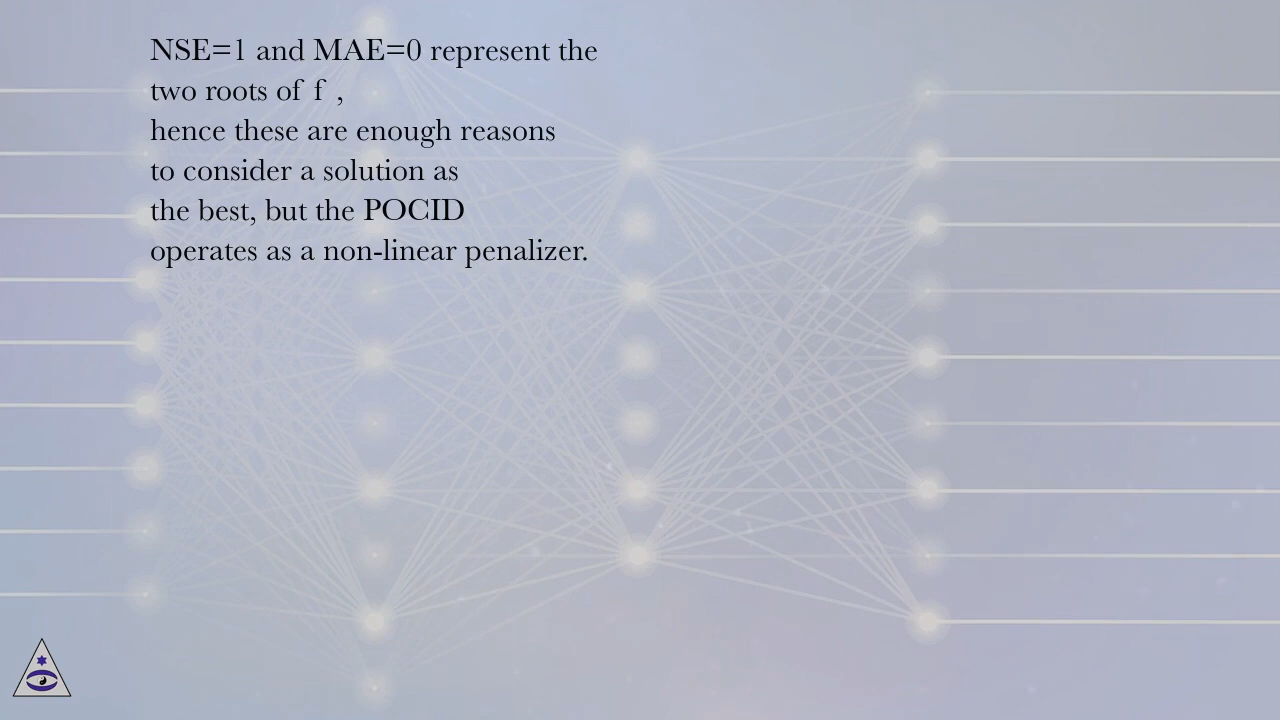 NSE=1 and MAE=0 represent the
two roots of f ,
hence these are enough reasons
to consider a solution as
the best, but the POCID
operates as a non-linear penalizer.